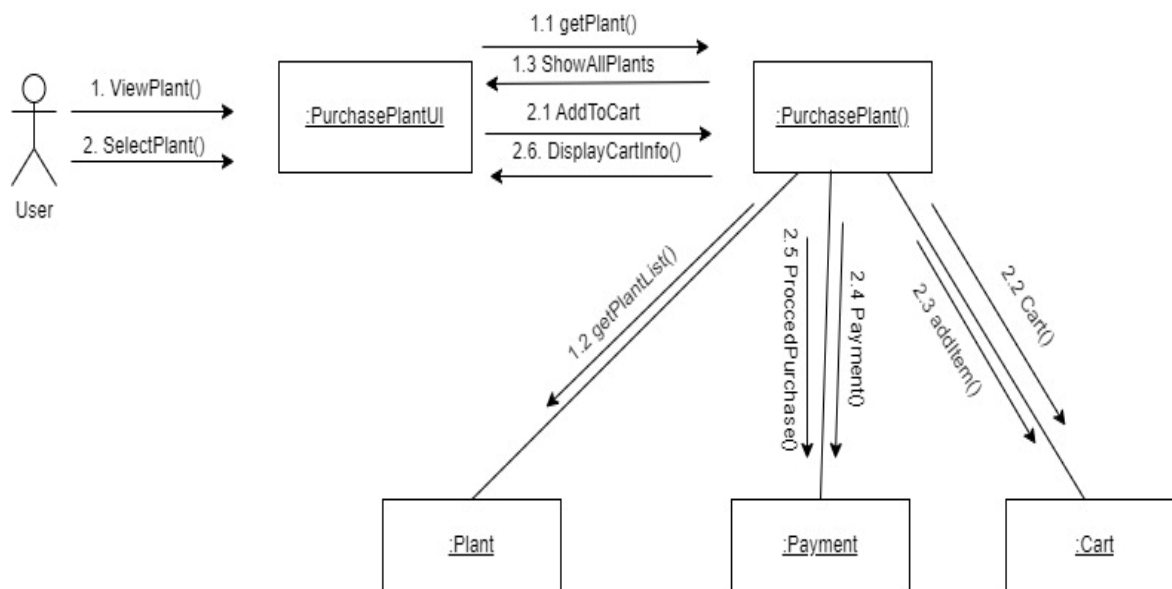 1.1 getPlant()
1.3 ShowAllPlants
1. ViewPlant()
:PurchasePlantUI
2.1 AddToCart
:PurchasePlant()
2. SelectPlant()
2.6. DisplayCartInfo()
User
1.2 getPlantList()
2.5 ProccedPurchase()
2.4 Payment()
2.3 addItem()
2.2 Cart()
:Plant
:Payment
:Cart